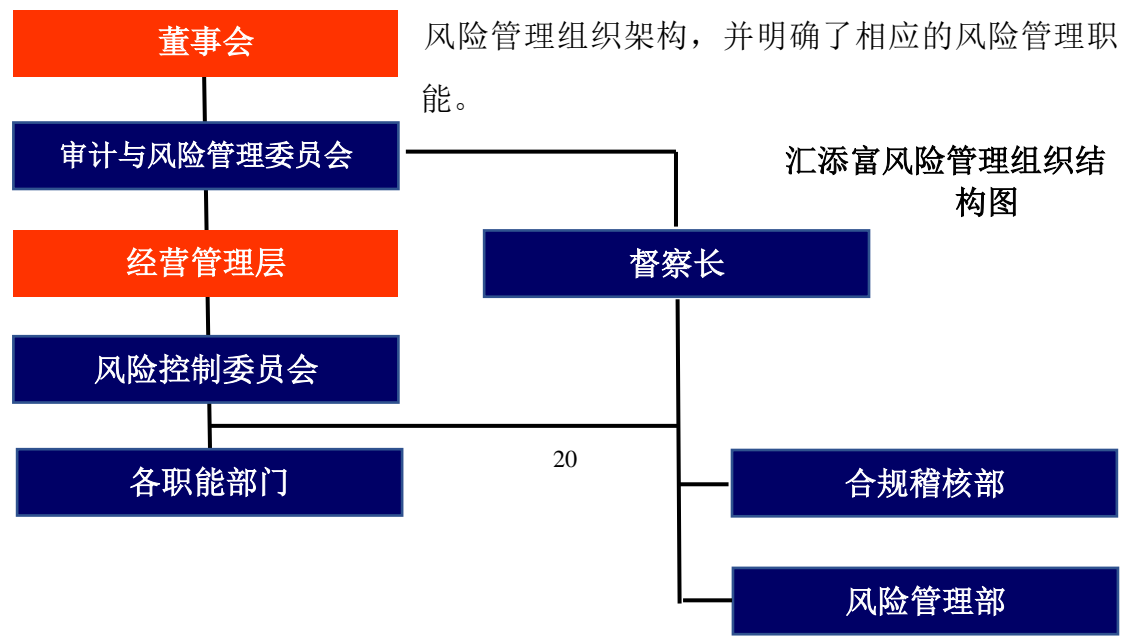 董事会
风险管理组织架构，并明确了相应的风险管理职
能。
审计与风险管理委员会
汇添富风险管理组织结
构图
经营管理层
督察长
风险控制委员会
各职能部门
20
合规稽核部
风险管理部